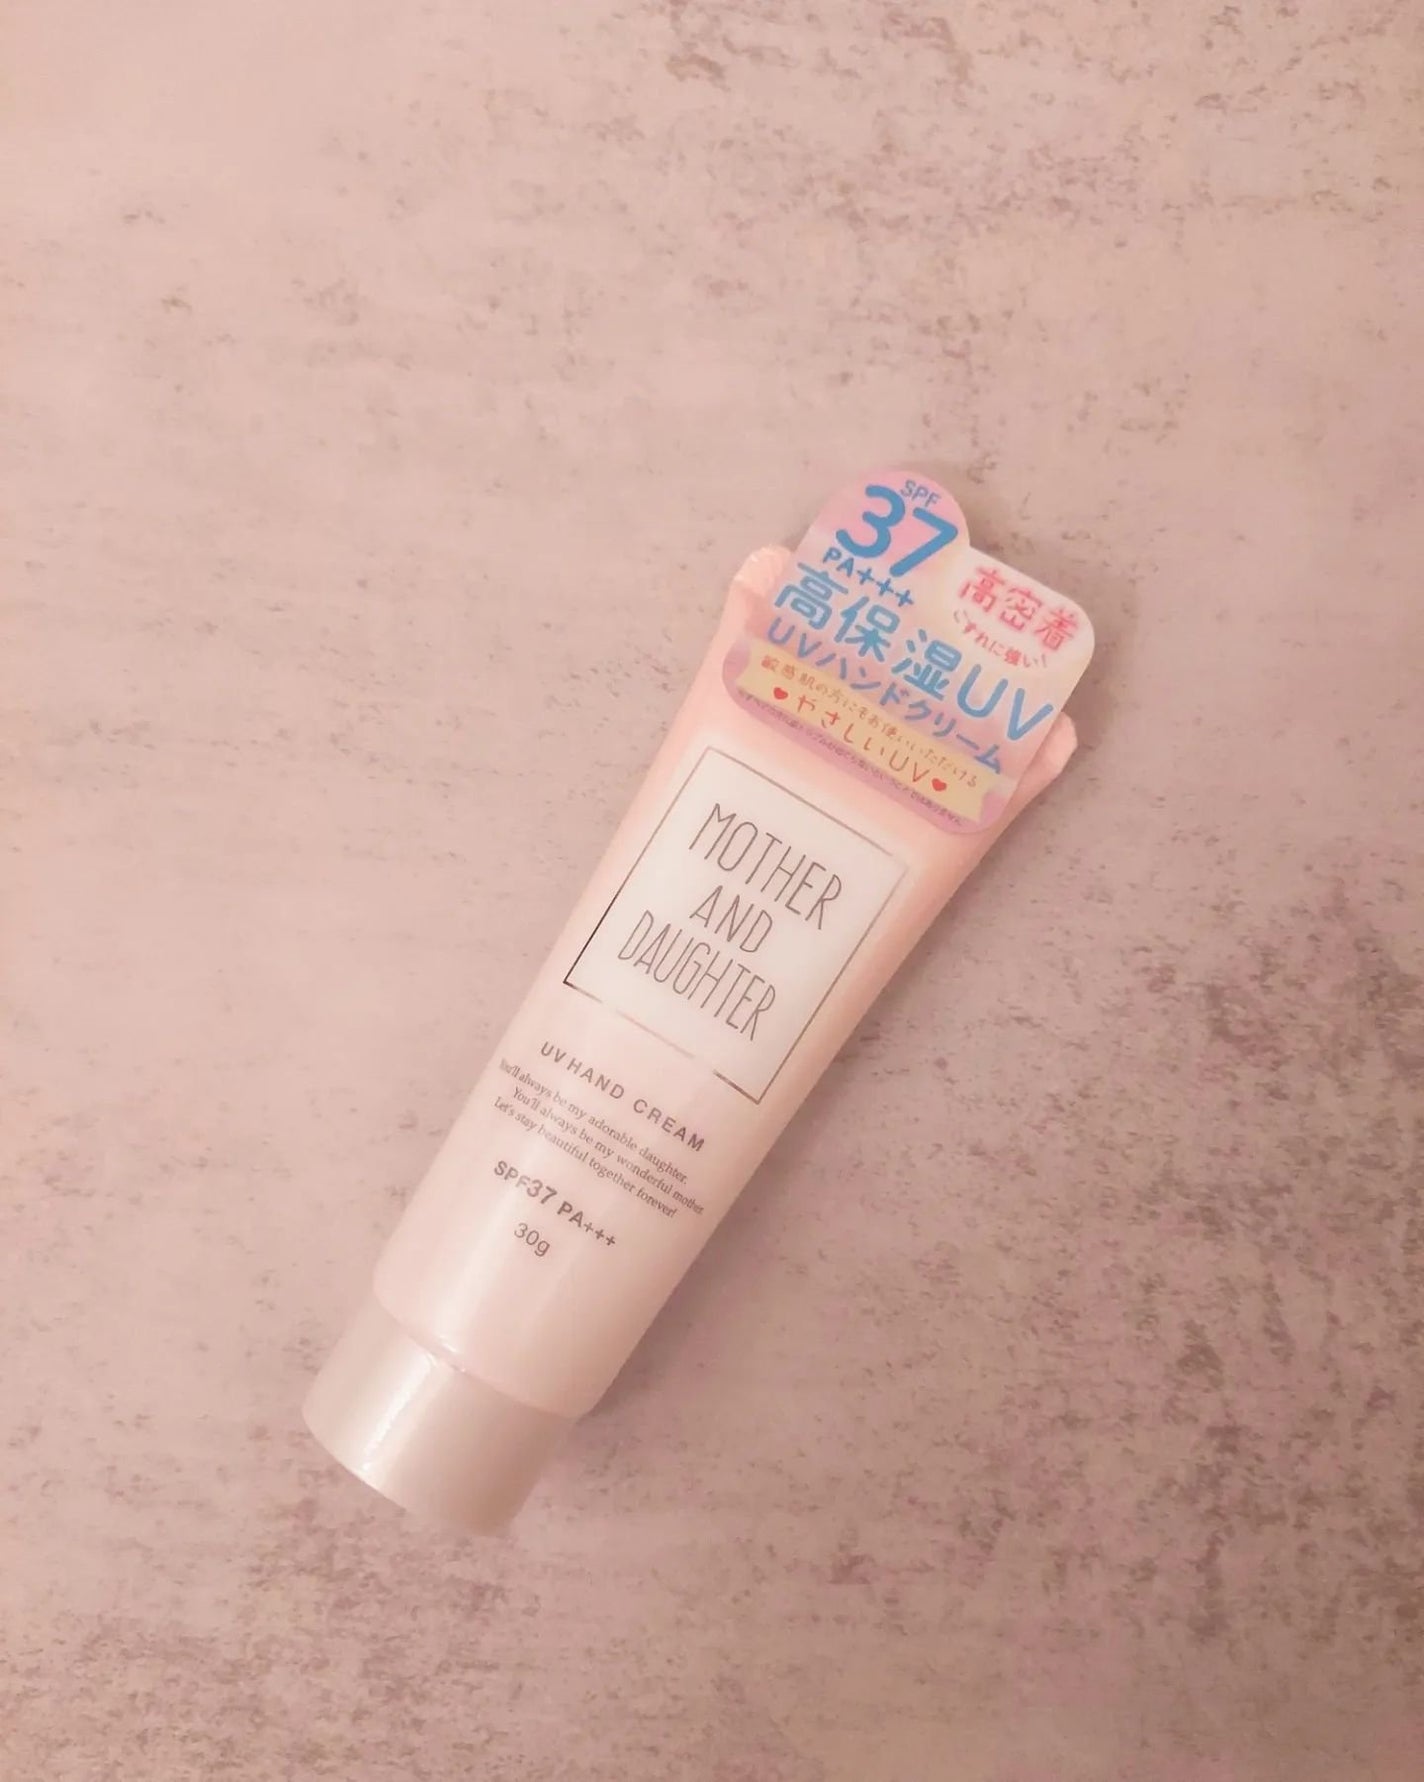 SPF
37
PA+++
高密着
すれに強い
高保湿UV
UVハンドクリーム
敏感肌の方にもお使いいただける
やさしいUV
MOTHER
AND
DAUGHTER
UV HAND CREAM
You'll always be my adorable daughter.
You'll always be my wonderful mother.
Let's stay beautiful together forever!
SPF37 PA+++
30g